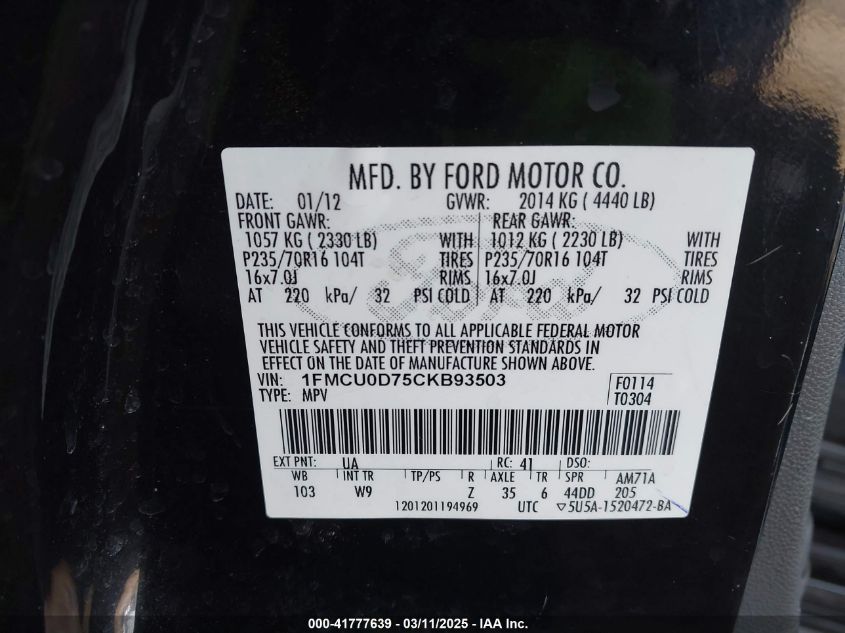 MFD. BY FORD MOTOR CO.
DATE: 01/12 GVWR: 2014 KG ( 4440 LB)
FRONT GAWR: REAR GAWR:
1057 KG ( 2330 LB) WITH 1012 KG ( 2230 LB) WITH
P235/70R16 104T TIRES P235/70R16 104T TIRES
16x7.0J RIMS 16x7.0J RIMS
AT 220 kPa/ 32 PSI COLD AT 220 kPa/ 32 PSI COLD
Ford
THIS VEHICLE CONFORMS TO ALL APPLICABLE FEDERAL MOTOR
VEHICLE SAFETY AND THEFT PREVENTION STANDARDS IN
EFFECT ON THE DATE OF MANUFACTURE SHOWN ABOVE.
VIN: 1FMCU0D75CKB93503 F0114
TYPE: MPV T0304
EXT PNT: UA RC: 41 DSO:
WB INT TR TP/PS R AXLE TR SPR AM71A
103 W9 Z 35 6 44DD 205
1201201194969 UTC ▽5U5A-1520472-BA
000-41777639 - 03/11/2025 - IAA Inc.